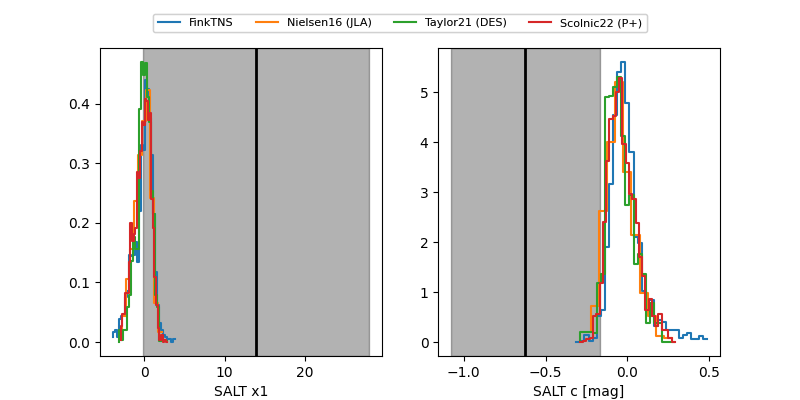 FinkTNS Nielsen16 (JLA) Taylor21 (DES) Scolnic22 (P+)
0.4
0.3
0.2
0.1
0.0
0 10 20
SALT x1
5
4
3
2
1
0
−1.0 −0.5 0.0 0.5
SALT c [mag]